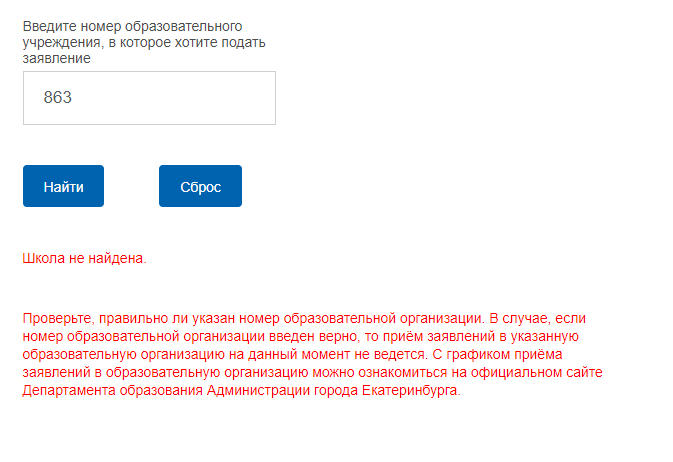 Введите номер образовательного
учреждения, в которое хотите подать
заявление
863
Найти Сброс
Школа не найдена.
Проверьте, правильно ли указан номер образовательной организации. В случае, если
номер образовательной организации введен верно, то приём заявлений в указанную
образовательную организацию на данный момент не ведется. С графиком приёма
заявлений в образовательную организацию можно ознакомиться на официальном сайте
Департамента образования Администрации города Екатеринбурга.